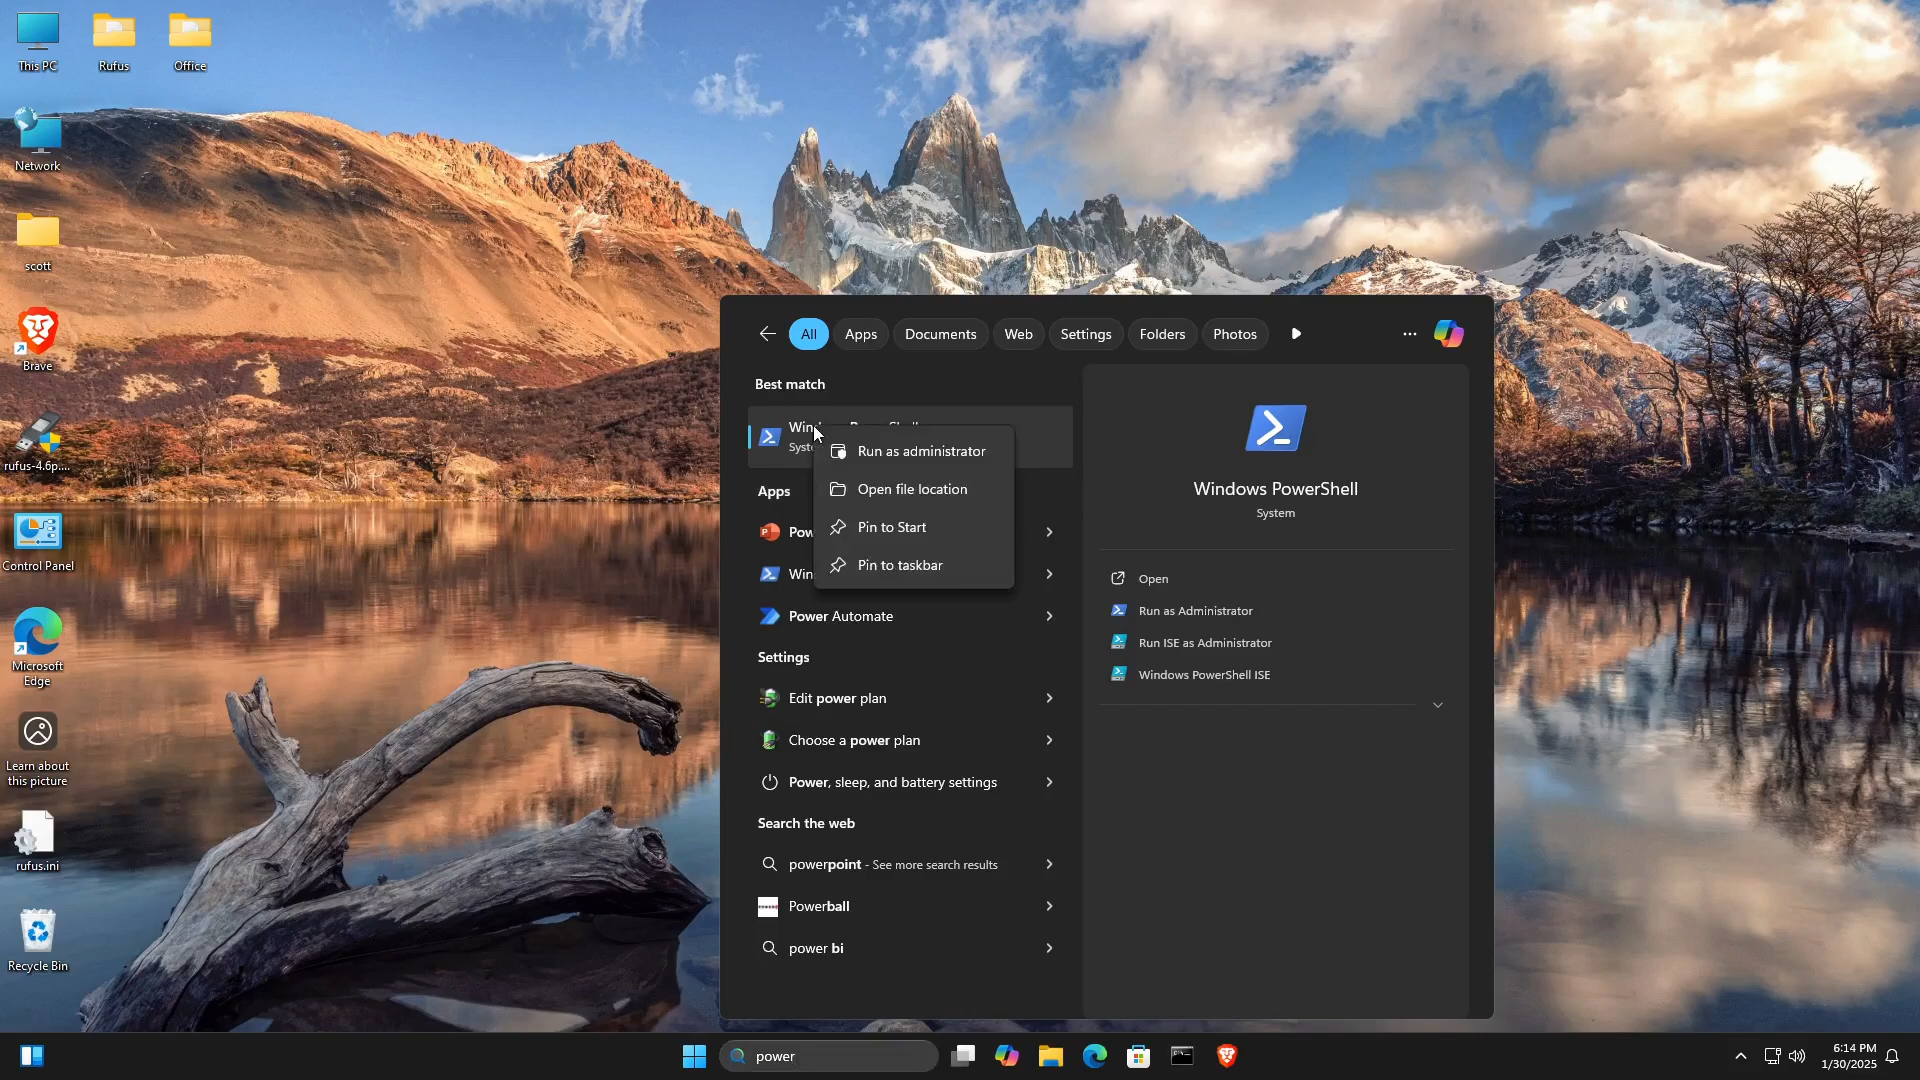 This PC
Rufus
Office
Network
scott
Brave
rufus-4.6p....
Control Panel
Microsoft
Edge
Learn about
this picture
rufus.ini
Recycle Bin
All
Apps
Documents
Web
Settings
Folders
Photos
Best match
Run as administrator
Open file location
Pin to Start
Pin to taskbar
Apps
Power Automate
Settings
Edit power plan
Choose a power plan
Power, sleep, and battery settings
Search the web
powerpoint - See more search results
Powerball
power bi
Windows PowerShell
System
Open
Run as Administrator
Run ISE as Administrator
Windows PowerShell ISE
power
6:14 PM
1/30/2025